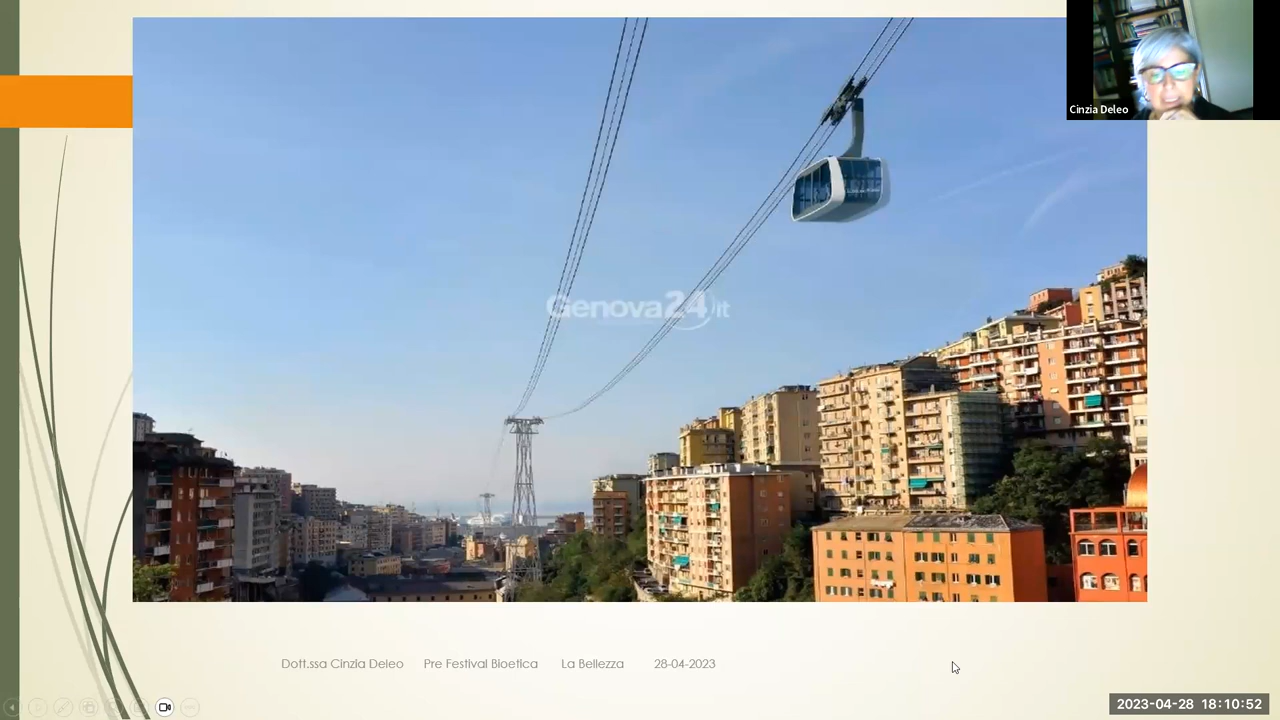 Cinzia Deleo
Genova24.it
Dott.ssa Cinzia Deleo Pre Festival Bioetica La Bellezza 28-04-2023
2023-04-28 18:10:52